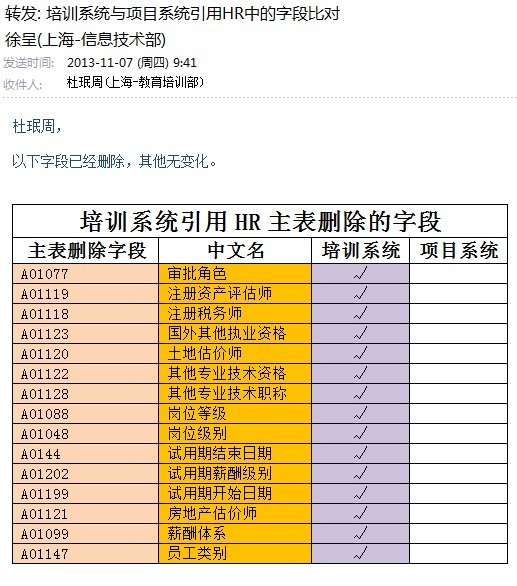 转发: 培训系统与项目系统引用HR中的字段比对
徐呈(上海-信息技术部)
发送时间: 2013-11-07 (周四) 9:41
收件人: 杜珉周(上海-教育培训部)
杜珉周，
以下字段已经删除，其他无变化。
培训系统引用 HR 主表删除的字段
主表删除字段 中文名 培训系统 项目系统
A01077 审批角色 √
A01119 注册资产评估师 √
A01118 注册税务师 √
A01123 国外其他执业资格 √
A01120 土地估价师 √
A01122 其他专业技术资格 √
A01128 其他专业技术职称 √
A01088 岗位等级 √
A01048 岗位级别 √
A0144 试用期结束日期 √
A01202 试用期薪酬级别 √
A01199 试用期开始日期 √
A01121 房地产估价师 √
A01099 薪酬体系 √
A01147 员工类别 √